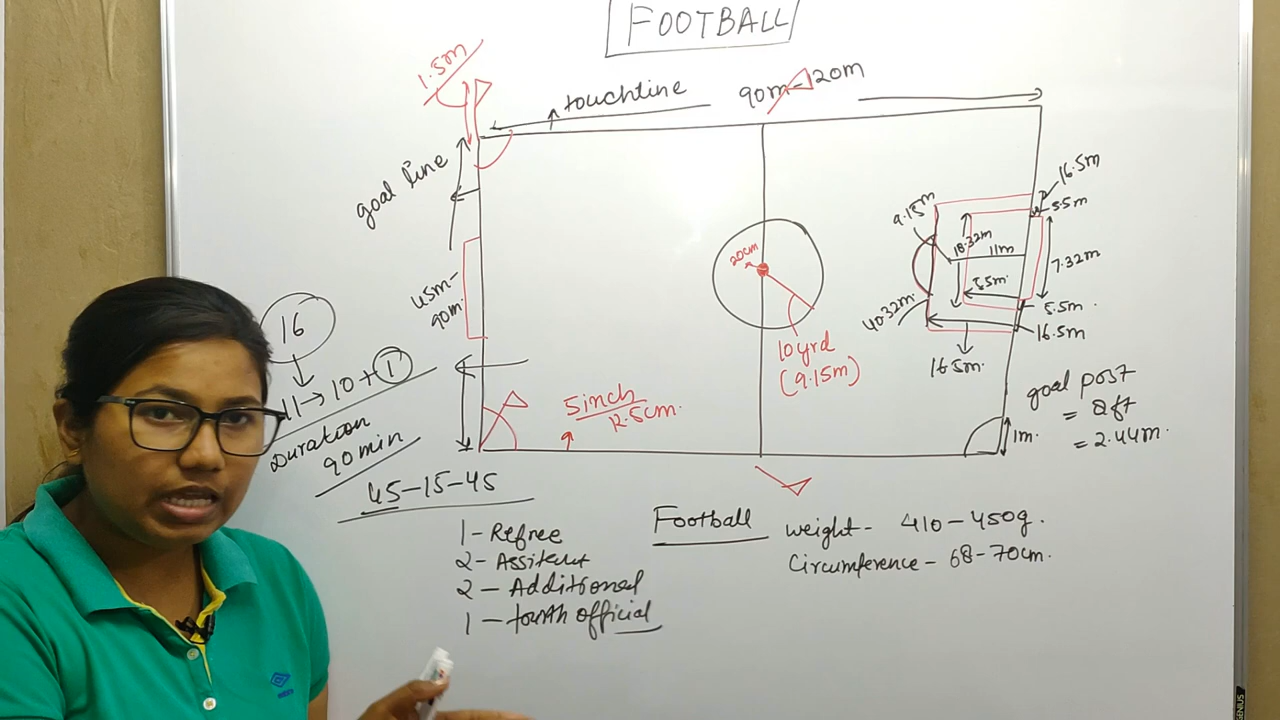 FOOTBALL
1.5m
touchline
90m-120m
goal line
16.5m
5.5m
9.15m
18.32m
11m
7.32m
5.5m
20cm
45m-
90m
40.32m
5.5m
16.5m
16.5m
16
10yrd
(9.15m)
11→10+1
5inch
12.5cm
goal post
= 8ft
= 2.44m
1m
Duration
90min
45-15-45
1-Refree
2-Assitent
2-Additional
1-fourth official
Football
weight- 410-450g.
Circumference- 68-70cm.